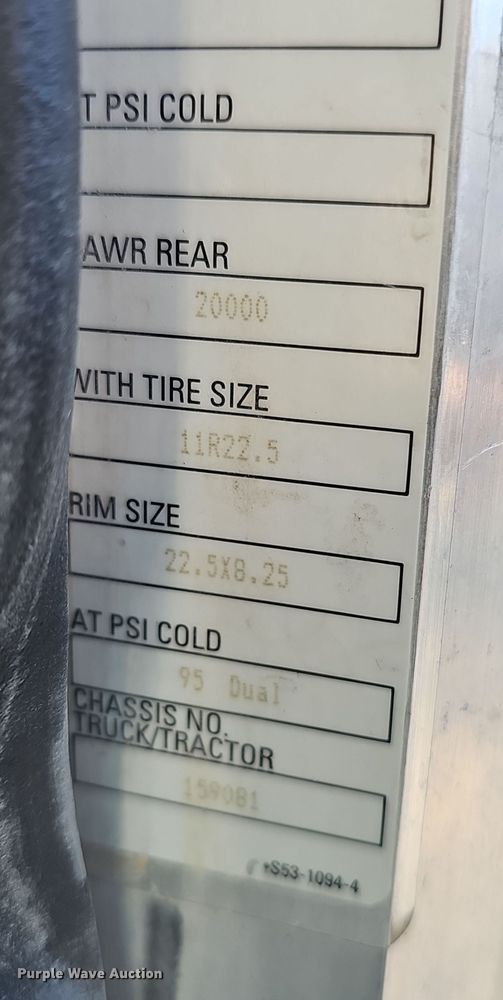 T PSI COLD
AWR REAR
20000
WITH TIRE SIZE
11R22.5
RIM SIZE
22.5X8.25
AT PSI COLD
95 Dual
CHASSIS NO.
TRUCK/TRACTOR
159081
*S53-1094-4
Purple Wave Auction